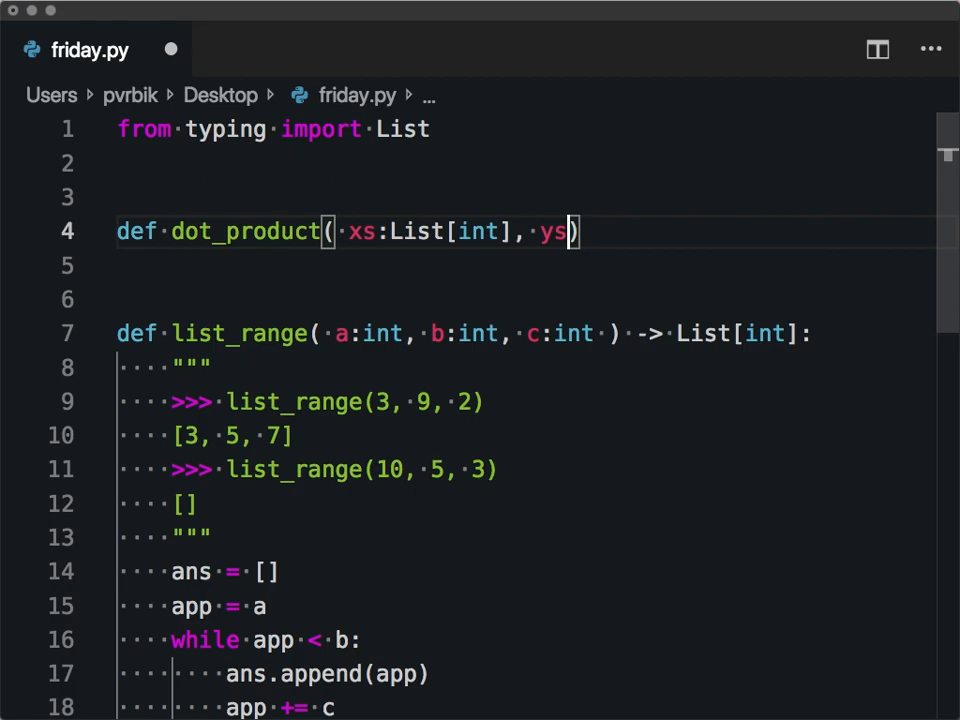 friday.py
Users pvrbik Desktop friday.py ...
1 from typing import List
2
3
4 def dot_product( xs:List[int], ys)
5
6
7 def list_range( a:int, b:int, c:int ) -> List[int]:
8 """
9 >>> list_range(3, 9, 2)
10 [3, 5, 7]
11 >>> list_range(10, 5, 3)
12 []
13 """
14 ans = []
15 app = a
16 while app < b:
17 ans.append(app)
18 app += c